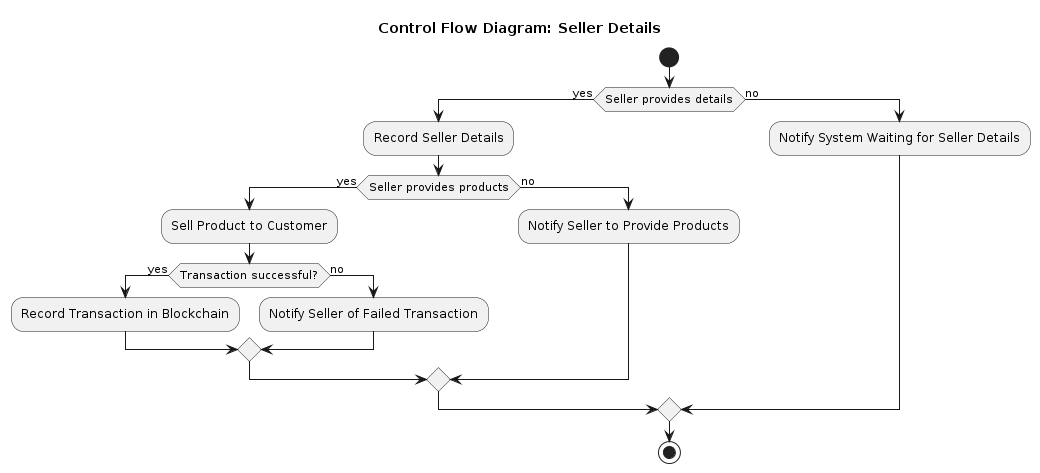 Control Flow Diagram: Seller Details
Seller provides details
yes
no
Record Seller Details
Notify System Waiting for Seller Details
Seller provides products
yes
no
Sell Product to Customer
Notify Seller to Provide Products
Transaction successful?
yes
no
Record Transaction in Blockchain
Notify Seller of Failed Transaction